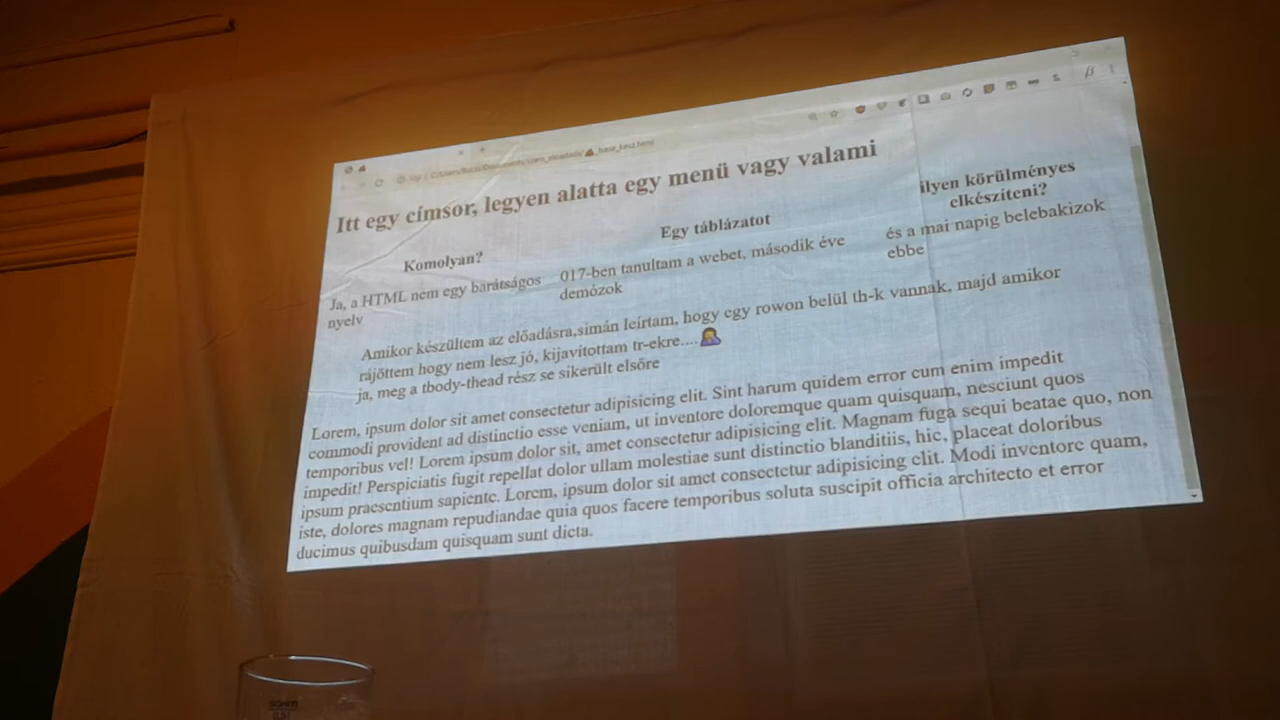 Itt egy címsor, legyen alatta egy menü vagy valami
Komolyan?
Egy táblázatot
ilyen körülményes
elkészíteni?
Ja, a HTML nem egy barátságos
nyelv
017-ben tanultam a webet, második éve
demózok
és a mai napig belebakizok
ebbe
Amikor készültem az előadásra,simán leírtam, hogy egy rowon belül th-k vannak, majd amikor
rájöttem hogy nem lesz jó, kijavítottam tr-ekre....🤦
ja, meg a tbody-thead rész se sikerült elsőre
Lorem, ipsum dolor sit amet consectetur adipisicing elit. Sint harum quidem error cum enim impedit
commodi provident ad distinctio esse veniam, ut inventore doloremque quam quisquam, nesciunt quos
temporibus vel! Lorem ipsum dolor sit, amet consectetur adipisicing elit. Magnam fuga sequi beatae quo, non
impedit! Perspiciatis fugit repellat dolor ullam molestiae sunt distinctio blanditiis, hic, placeat doloribus
ipsum praesentium sapiente. Lorem, ipsum dolor sit amet consectetur adipisicing elit. Modi inventore quam,
iste, dolores magnam repudiandae quia quos facere temporibus soluta suscipit officia architecto et error
ducimus quibusdam quisquam sunt dicta.